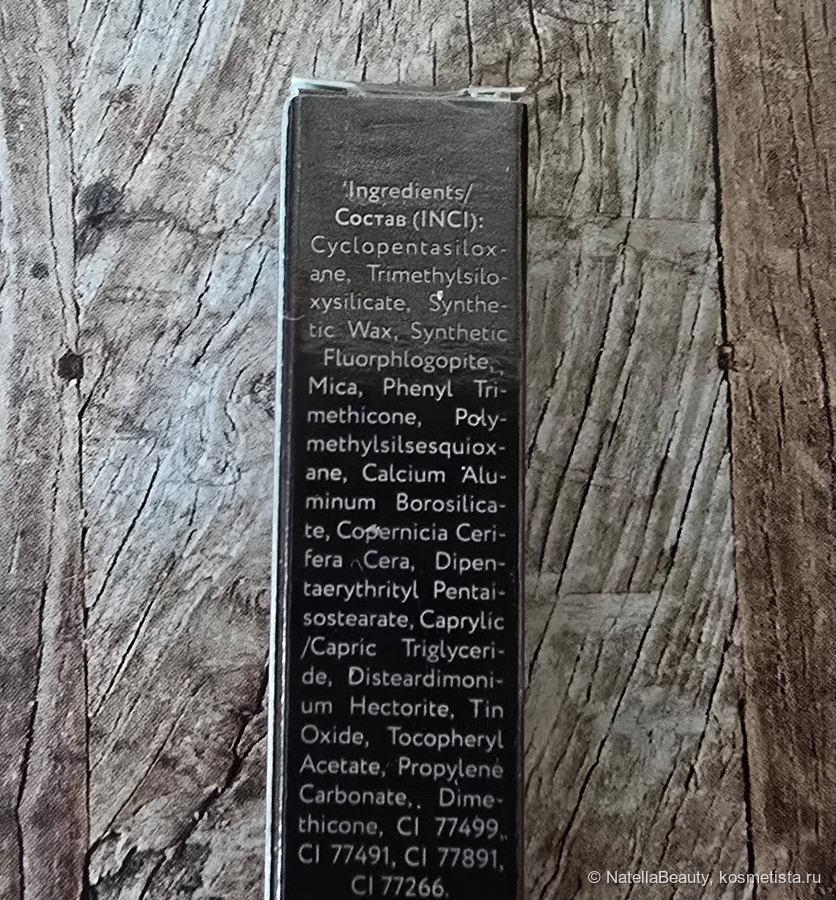 Ingredients/
Состав (INCI):
Cyclopentasilox-
ane, Trimethylsilo-
xysilicate, Synthe-
tic Wax, Synthetic
Fluorphlogopite,
Mica, Phenyl Tri-
methicone, Poly-
methylsilsesquiox-
ane, Calcium Alu-
minum Borosilica-
te, Copernicia Ceri-
fera Cera, Dipen-
taerythrityl Pentai-
sostearate, Caprylic
/Capric Triglyceri-
de, Disteardimoni-
um Hectorite, Tin
Oxide, Tocopheryl
Acetate, Propylene
Carbonate, Dime-
thicone, CI 77499,
CI 77491, CI 77891,
CI 77266.
© NatellaBeauty, kosmetista.ru